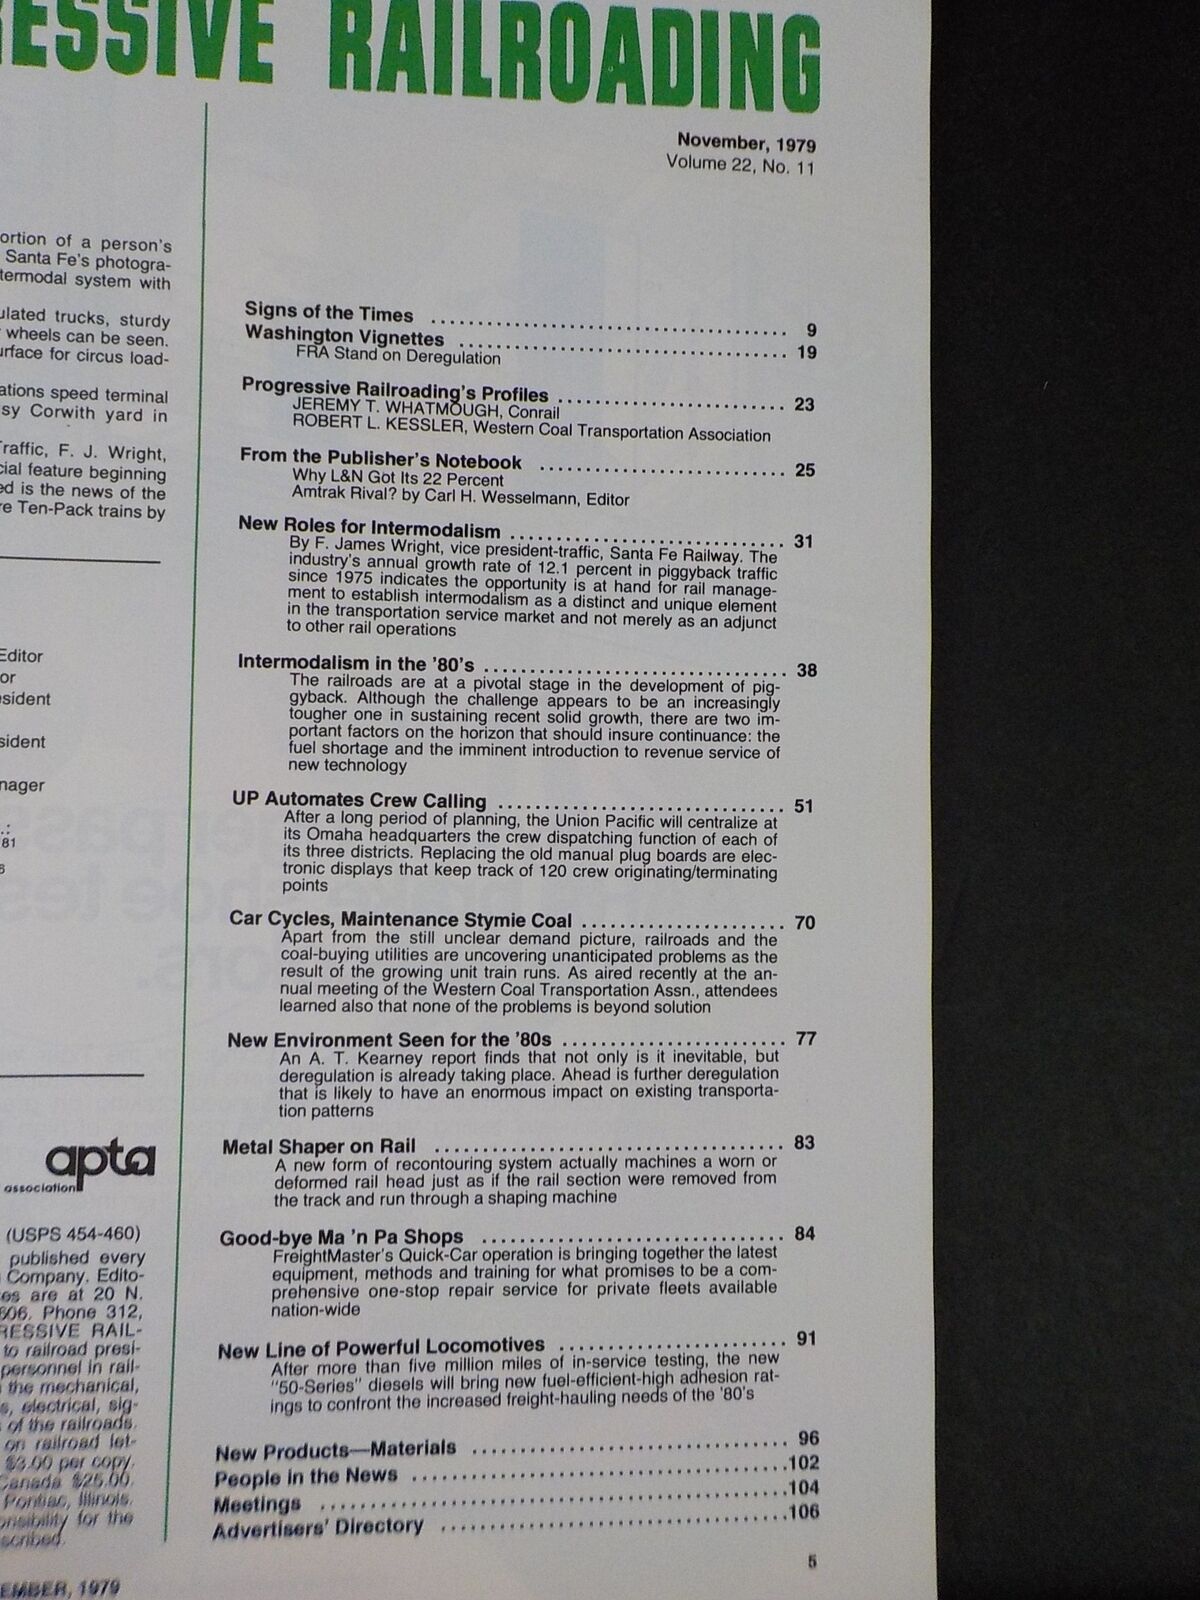 RAILROADING
November, 1979
Volume 22, No. 11
of a person's
Santa Fe's
system with
trucks, sturdy
wheels can be seen.
for circus load-
speed terminal
Corwith yard in
F. J. Wright,
feature beginning
is the news of the
Ten-Pack trains by
Editor
apta
association
(USPS 454-460)
published every
Company. Edito-
are at 20 N.
Phone 312,
RAIL-
to railroad presi-
personnel in rail-
the mechanical,
electrical, sig-
of the railroads.
on railroad let-
$3.00 per copy.
Canada $25.00.
Pontiac, Illinois.
for the
1979
Signs of the Times 9
Washington Vignettes 19
FRA Stand on Deregulation
Progressive Railroading's Profiles 23
JEREMY T. WHATMOUGH, Conrail
ROBERT L. KESSLER, Western Coal Transportation Association
From the Publisher's Notebook 25
Why L&N Got Its 22 Percent
Amtrak Rival? by Carl H. Wesselmann, Editor
New Roles for Intermodalism 31
By F. James Wright, vice president-traffic, Santa Fe Railway. The
industry's annual growth rate of 12.1 percent in piggyback traffic
since 1975 indicates the opportunity is at hand for rail manage-
ment to establish intermodalism as a distinct and unique element
in the transportation service market and not merely as an adjunct
to other rail operations
Intermodalism in the '80's 38
The railroads are at a pivotal stage in the development of pig-
gyback. Although the challenge appears to be an increasingly
tougher one in sustaining recent solid growth, there are two im-
portant factors on the horizon that should insure continuance: the
fuel shortage and the imminent introduction to revenue service of
new technology
UP Automates Crew Calling 51
After a long period of planning, the Union Pacific will centralize at
its Omaha headquarters the crew dispatching function of each of
its three districts. Replacing the old manual plug boards are elec-
tronic displays that keep track of 120 crew originating/terminating
points
Car Cycles, Maintenance Stymie Coal 70
Apart from the still unclear demand picture, railroads and the
coal-buying utilities are uncovering unanticipated problems as the
result of the growing unit train runs. As aired recently at the an-
nual meeting of the Western Coal Transportation Assn., attendees
learned also that none of the problems is beyond solution
New Environment Seen for the '80s 77
An A. T. Kearney report finds that not only is it inevitable, but
deregulation is already taking place. Ahead is further deregulation
that is likely to have an enormous impact on existing transporta-
tion patterns
Metal Shaper on Rail 83
A new form of recontouring system actually machines a worn or
deformed rail head just as if the rail section were removed from
the track and run through a shaping machine
Good-bye Ma 'n Pa Shops 84
FreightMaster's Quick-Car operation is bringing together the latest
equipment, methods and training for what promises to be a com-
prehensive one-stop repair service for private fleets available
nation-wide
New Line of Powerful Locomotives 91
After more than five million miles of in-service testing, the new
"50-Series" diesels will bring new fuel-efficient-high adhesion rat-
ings to confront the increased freight-hauling needs of the '80's
New Products—Materials 96
People in the News 102
Meetings 104
Advertisers' Directory 106
5